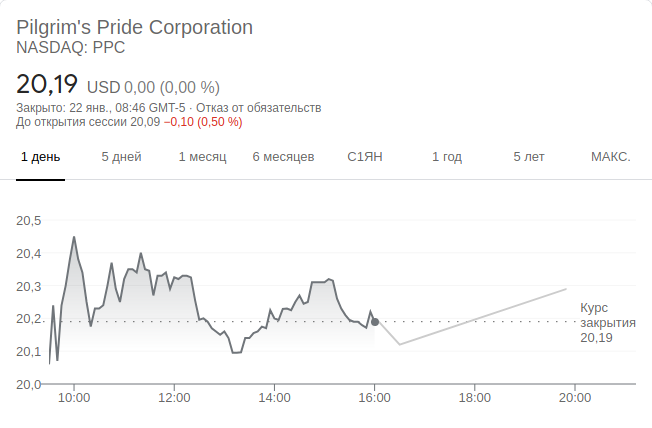 Pilgrim's Pride Corporation
NASDAQ: PPC
20,19 USD 0,00 (0,00 %)
Закрыто: 22 янв., 08:46 GMT-5 · Отказ от обязательств
До открытия сессии 20,09 −0,10 (0,50 %)
1 день 5 дней 1 месяц 6 месяцев С1ЯН 1 год 5 лет МАКС.
20,5
20,4
20,3
20,2
20,1
20,0
Курс
закрытия
20,19
10:00 12:00 14:00 16:00 18:00 20:00